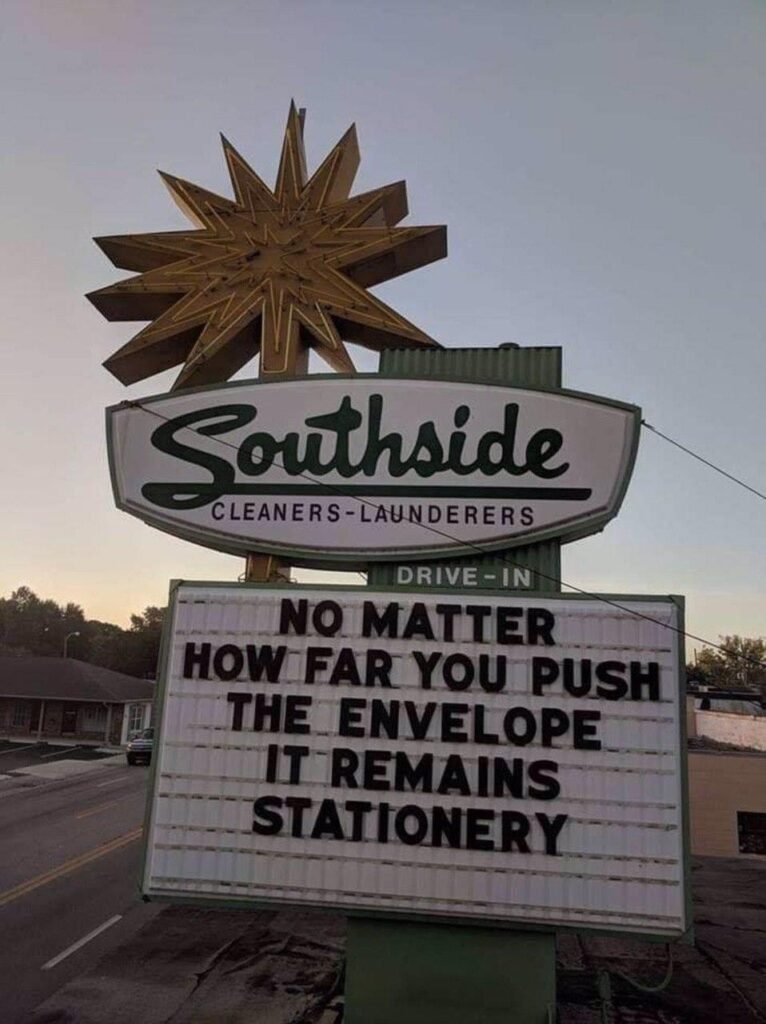 Southside
CLEANERS-LAUNDERERS
DRIVE-IN
NO MATTER
HOW FAR YOU PUSH
THE ENVELOPE
IT REMAINS
STATIONERY